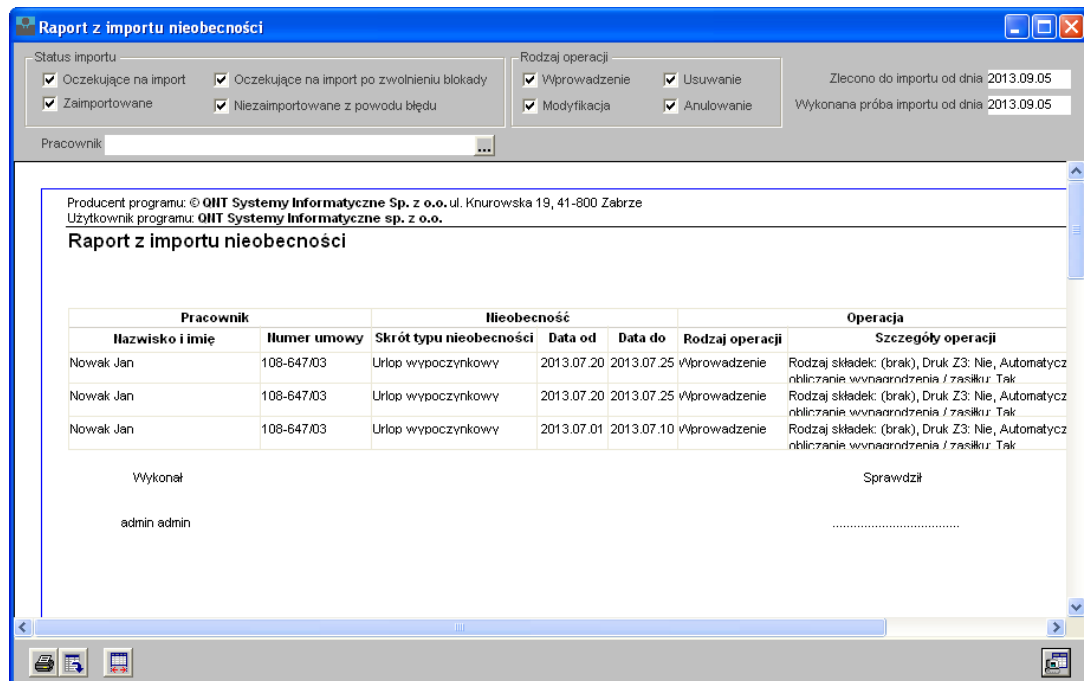 Raport z importu nieobecności
Status importu
Oczekujące na import
Oczekujące na import po zwolnieniu blokady
Zaimportowane
Niezaimportowane z powodu błędu
Rodzaj operacji
Wprowadzenie
Usuwanie
Modyfikacja
Anulowanie
Zlecono do importu od dnia 2013.09.05
Wykonana próba importu od dnia 2013.09.05
Pracownik ...
Producent programu: © QNT Systemy Informatyczne Sp. z o.o. ul. Knurowska 19, 41-800 Zabrze
Użytkownik programu: QNT Systemy Informatyczne sp. z o.o.
Raport z importu nieobecności
Pracownik Nieobecność Operacja
Nazwisko i imię Numer umowy Skrót typu nieobecności Data od Data do Rodzaj operacji Szczegóły operacji
Nowak Jan 108-647/03 Urlop wypoczynkowy 2013.07.20 2013.07.25 Wprowadzenie Rodzaj składek: (brak), Druk Z3: Nie, Automatycz
obliczanie wynagrodzenia / zasiłku: Tak
Nowak Jan 108-647/03 Urlop wypoczynkowy 2013.07.20 2013.07.25 Wprowadzenie Rodzaj składek: (brak), Druk Z3: Nie, Automatycz
obliczanie wynagrodzenia / zasiłku: Tak
Nowak Jan 108-647/03 Urlop wypoczynkowy 2013.07.01 2013.07.10 Wprowadzenie Rodzaj składek: (brak), Druk Z3: Nie, Automatycz
obliczanie wynagrodzenia / zasiłku: Tak
Wykonał Sprawdził
admin admin ....................................